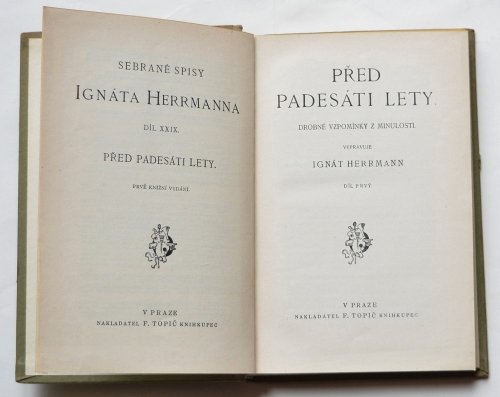 SEBRANÉ SPISY
IGNÁTA HERRMANNA
DÍL XXIX.
PŘED PADESÁTI LETY.
PRVÉ KNIŽNÍ VYDÁNÍ.
V PRAZE
NAKLADATEL F. TOPIČ KNIHKUPEC
PŘED
PADESÁTI LETY.
DROBNÉ VZPOMÍNKY Z MINULOSTI.
VYPRAVUJE
IGNÁT HERRMANN
DÍL PRVÝ
V PRAZE
NAKLADATEL F. TOPIČ KNIHKUPEC